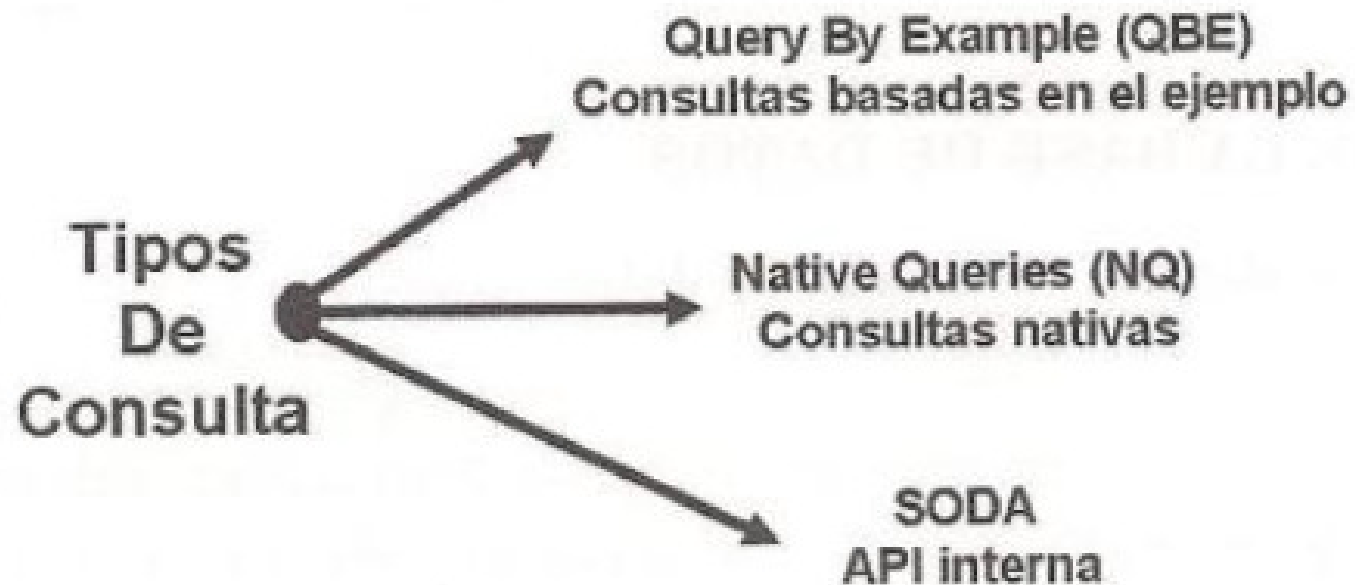 Query By Example (QBE)
Consultas basadas en el ejemplo
Tipos
De
Consulta
Native Queries (NQ)
Consultas nativas
SODA
API interna